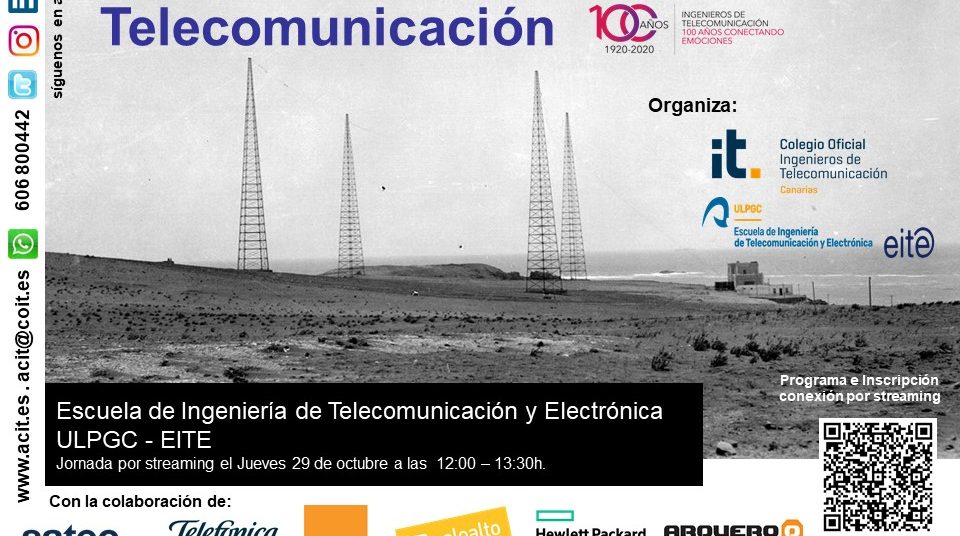 Telecomunicación
100 AÑOS
1920-2020
INGENIEROS DE
TELECOMUNICACIÓN
100 AÑOS CONECTANDO
EMOCIONES
Organiza:
it.
Colegio Oficial
Ingenieros de
Telecomunicación
Canarias
ULPGC
Escuela de Ingeniería
de Telecomunicación y Electrónica
eite
síguenos en
www.acit.es . acit@coit.es
606 800442
Programa e Inscripción
conexión por streaming
Escuela de Ingeniería de Telecomunicación y Electrónica
ULPGC - EITE
Jornada por streaming el Jueves 29 de octubre a las 12:00 – 13:30h.
Con la colaboración de:
Telefónica
Hewlett Packard
ARQUERO